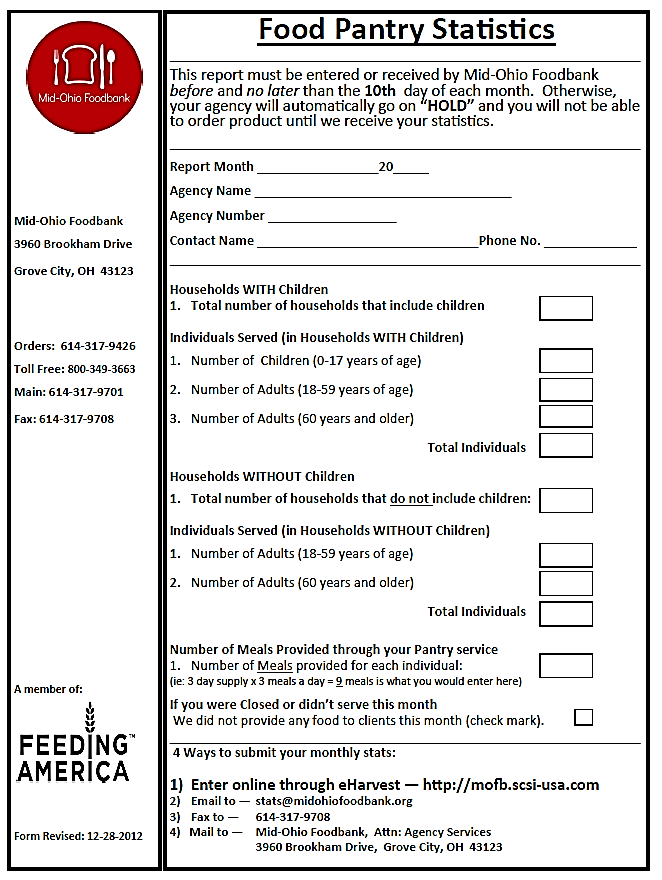 Food Pantry Statistics
Mid-Ohio Foodbank
This report must be entered or received by Mid-Ohio Foodbank
before and no later than the 10th day of each month. Otherwise,
your agency will automatically go on “HOLD” and you will not be able
to order product until we receive your statistics.
Report Month __________________20_____
Agency Name ______________________________________
Agency Number ___________________
Contact Name _________________________________Phone No. ______________
Mid-Ohio Foodbank
3960 Brookham Drive
Grove City, OH 43123
Orders: 614-317-9426
Toll Free: 800-349-3663
Main: 614-317-9701
Fax: 614-317-9708
Households WITH Children
1. Total number of households that include children
Individuals Served (in Households WITH Children)
1. Number of Children (0-17 years of age)
2. Number of Adults (18-59 years of age)
3. Number of Adults (60 years and older)
Total Individuals
Households WITHOUT Children
1. Total number of households that do not include children:
Individuals Served (in Households WITHOUT Children)
1. Number of Adults (18-59 years of age)
2. Number of Adults (60 years and older)
Total Individuals
Number of Meals Provided through your Pantry service
1. Number of Meals provided for each individual:
(ie: 3 day supply x 3 meals a day = 9 meals is what you would enter here)
If you were Closed or didn’t serve this month
We did not provide any food to clients this month (check mark).
A member of:
FEEDING™
AMERICA
Form Revised: 12-28-2012
4 Ways to submit your monthly stats:
1) Enter online through eHarvest — http://mofb.scsi-usa.com
2) Email to — stats@midohiofoodbank.org
3) Fax to — 614-317-9708
4) Mail to — Mid-Ohio Foodbank, Attn: Agency Services
3960 Brookham Drive, Grove City, OH 43123